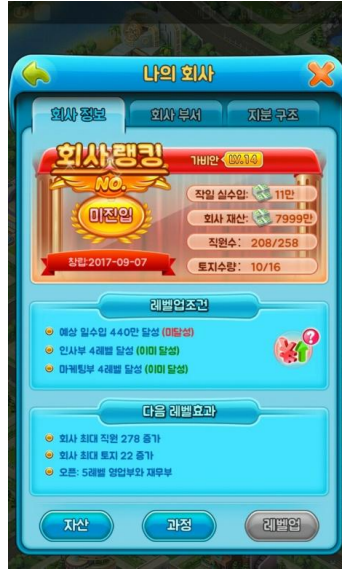 나의 회사
회사 정보
회사 부서
지분 구조
회사랭킹
NO.
미진입
가비안 LV.14
작일 실수입: 11만
회사 재산: 7999만
직원수: 208/258
토지수량: 10/16
창립:2017-09-07
레벨업조건
예상 일수입 440만 달성 (미달성)
인사부 4레벨 달성 (이미 달성)
마케팅부 4레벨 달성 (이미 달성)
?
다음 레벨효과
회사 최대 직원 278 증가
회사 최대 토지 22 증가
오픈: 5레벨 영업부와 재무부
자산
과정
레벨업